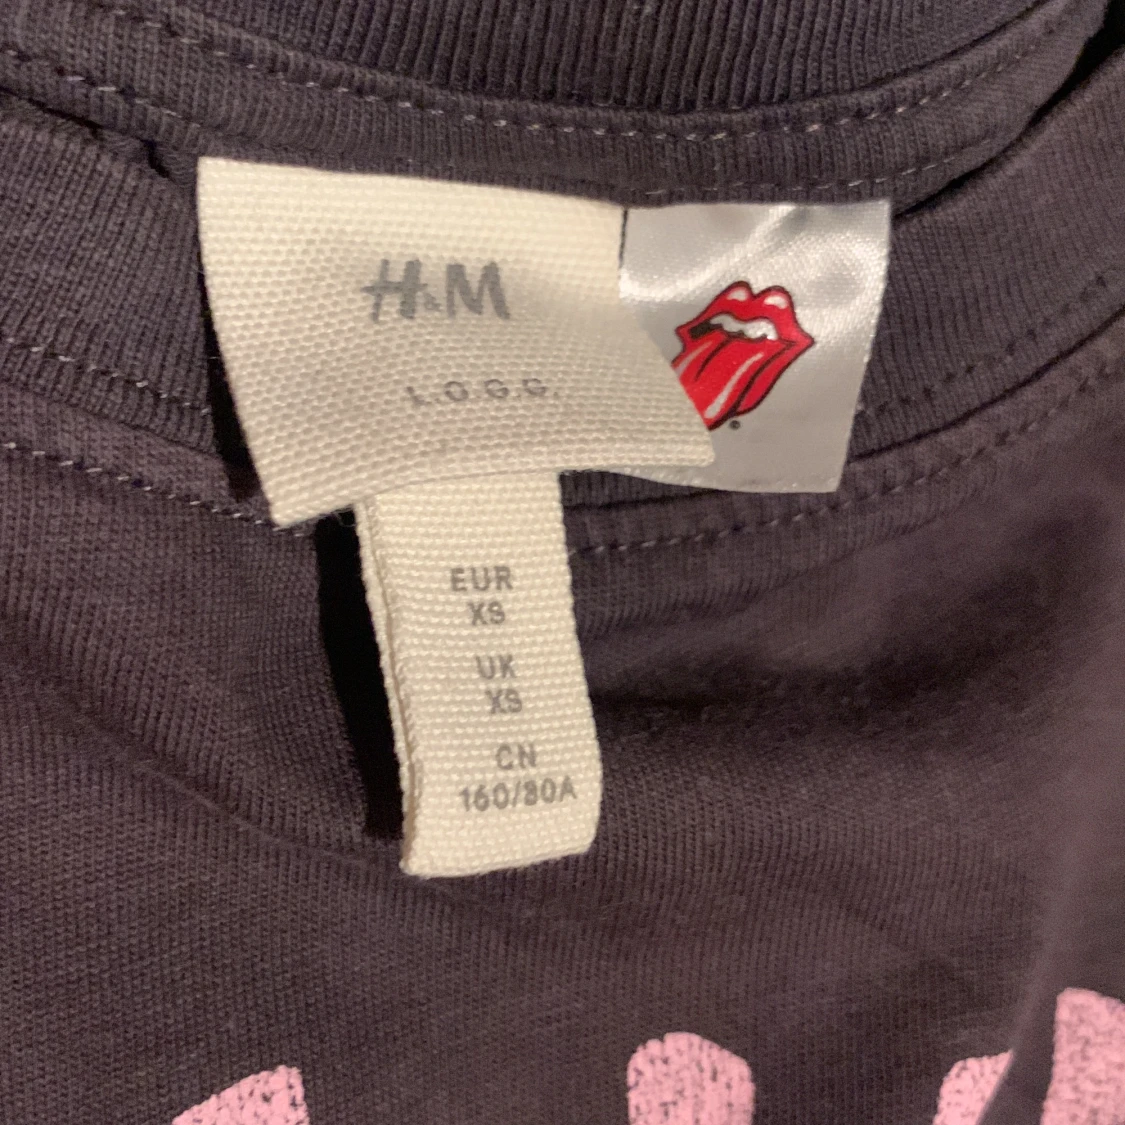 H&M
L.O.G.G.
EUR
XS
UK
XS
CN
160/80A